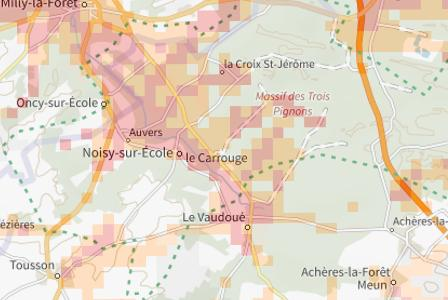 Milly-la-Forêt
la Croix St-Jérôme
Oncy-sur-École
Massif des Trois
Pignons
Auvers
Noisy-sur-École
le Carrouge
Le Vaudoué
ézières
Achères-la-
Tousson
Achères-la-Forêt
Meun